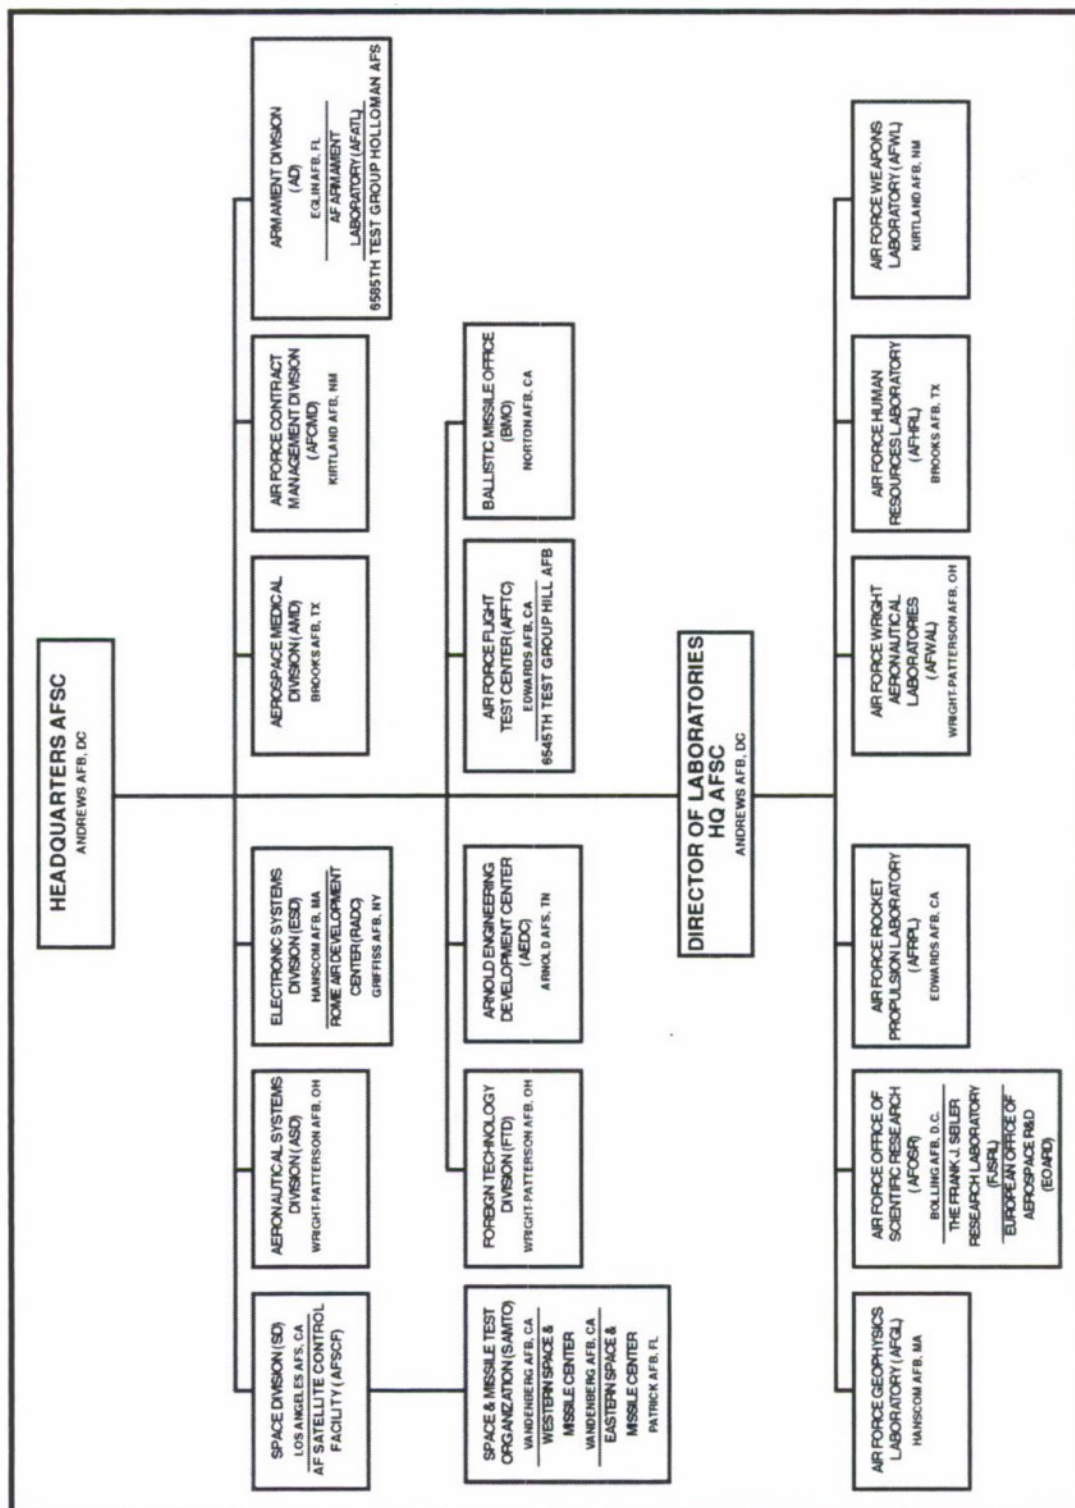 HEADQUARTERS AFSC
ANDREWS AFB, DC
SPACE DIVISION (SD)
LOS ANGELES AFS, CA
AF SATELLITE CONTROL
FACILITY (AFSCF)
AERONAUTICAL SYSTEMS
DIVISION (ASD)
WRIGHT-PATTERSON AFB, OH
ELECTRONIC SYSTEMS
DIVISION (ESD)
HANSCOM AFB, MA
ROME AIR DEVELOPMENT
CENTER (RADC)
GRIFFISS AFB, NY
AEROSPACE MEDICAL
DIVISION (AMD)
BROOKS AFB, TX
AIR FORCE CONTRACT
MANAGEMENT DIVISION
(AFCMD)
KIRTLAND AFB, NM
ARMAMENT DIVISION
(AD)
EGLIN AFB, FL
AF ARMAMENT
LABORATORY (AFATL)
6585TH TEST GROUP HOLLOMAN AFS
SPACE & MISSILE TEST
ORGANIZATION (SAMTO)
VANDENBERG AFB, CA
WESTERN SPACE &
MISSILE CENTER
VANDENBERG AFB, CA
EASTERN SPACE &
MISSILE CENTER
PATRICK AFB, FL
FOREIGN TECHNOLOGY
DIVISION (FTD)
WRIGHT-PATTERSON AFB, OH
ARNOLD ENGINEERING
DEVELOPMENT CENTER
(AEDC)
ARNOLD AFS, TN
AIR FORCE FLIGHT
TEST CENTER (AFFTC)
EDWARDS AFB, CA
6545TH TEST GROUP HILL AFB
BALLISTIC MISSILE OFFICE
(BMO)
NORTON AFB, CA
DIRECTOR OF LABORATORIES
HQ AFSC
ANDREWS AFB, DC
AIR FORCE GEOPHYSICS
LABORATORY (AFGL)
HANSCOM AFB, MA
AIR FORCE OFFICE OF
SCIENTIFIC RESEARCH
(AFOSR)
BOLLING AFB, D.C.
THE FRANK J. SEILER
RESEARCH LABORATORY
(FJSRL)
EUROPEAN OFFICE OF
AEROSPACE R&D
(EOARD)
AIR FORCE ROCKET
PROPULSION LABORATORY
(AFRPL)
EDWARDS AFB, CA
AIR FORCE WRIGHT
AERONAUTICAL
LABORATORIES
(AFWAL)
WRIGHT-PATTERSON AFB, OH
AIR FORCE HUMAN
RESOURCES LABORATORY
(AFHRL)
BROOKS AFB, TX
AIR FORCE WEAPONS
LABORATORY (AFWL)
KIRTLAND AFB, NM